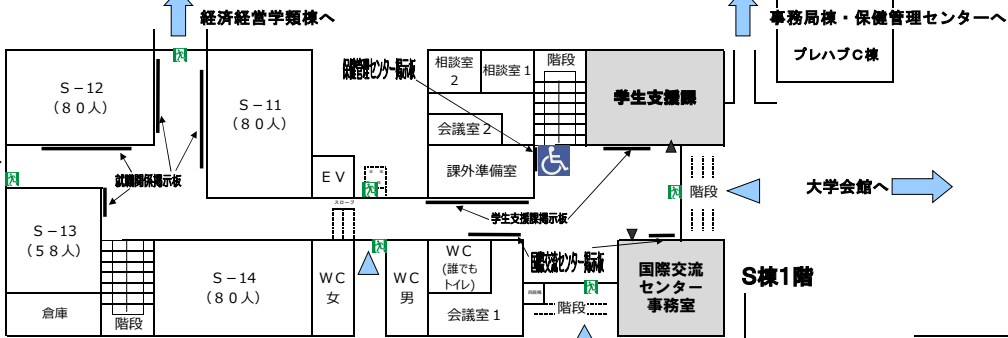 経済経営学類棟へ
事務局棟・保健管理センターへ
プレハブC棟
S－12
（80人）
S－11
（80人）
保健管理センター掲示板
相談室
2
相談室1
階段
学生支援課
会議室2
課外準備室
就職関係掲示板
EV
スロープ
階段
大学会館へ
学生支援課掲示板
S－13
（58人）
国際交流センター掲示板
S－14
（80人）
WC
女
WC
男
WC
(誰でも
トイレ)
国際交流
センター
事務室
S棟1階
倉庫
階段
会議室1
階段